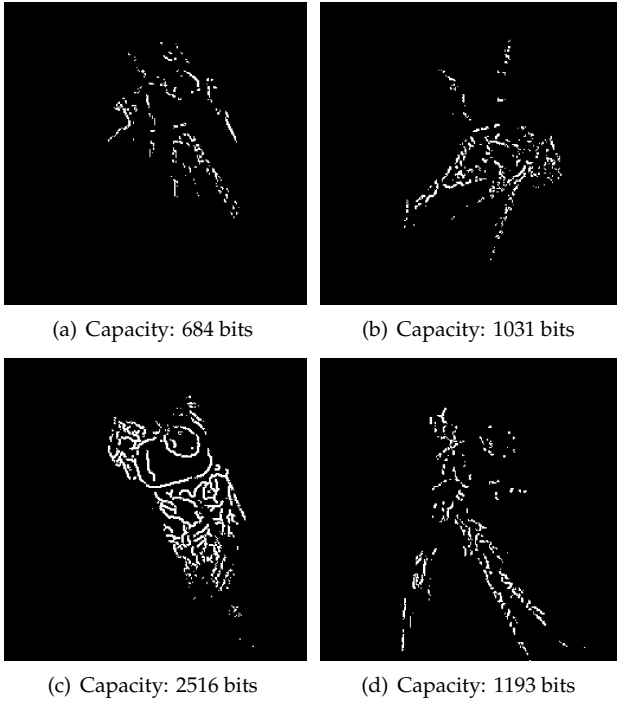 (a) Capacity: 684 bits
(b) Capacity: 1031 bits
(c) Capacity: 2516 bits
(d) Capacity: 1193 bits